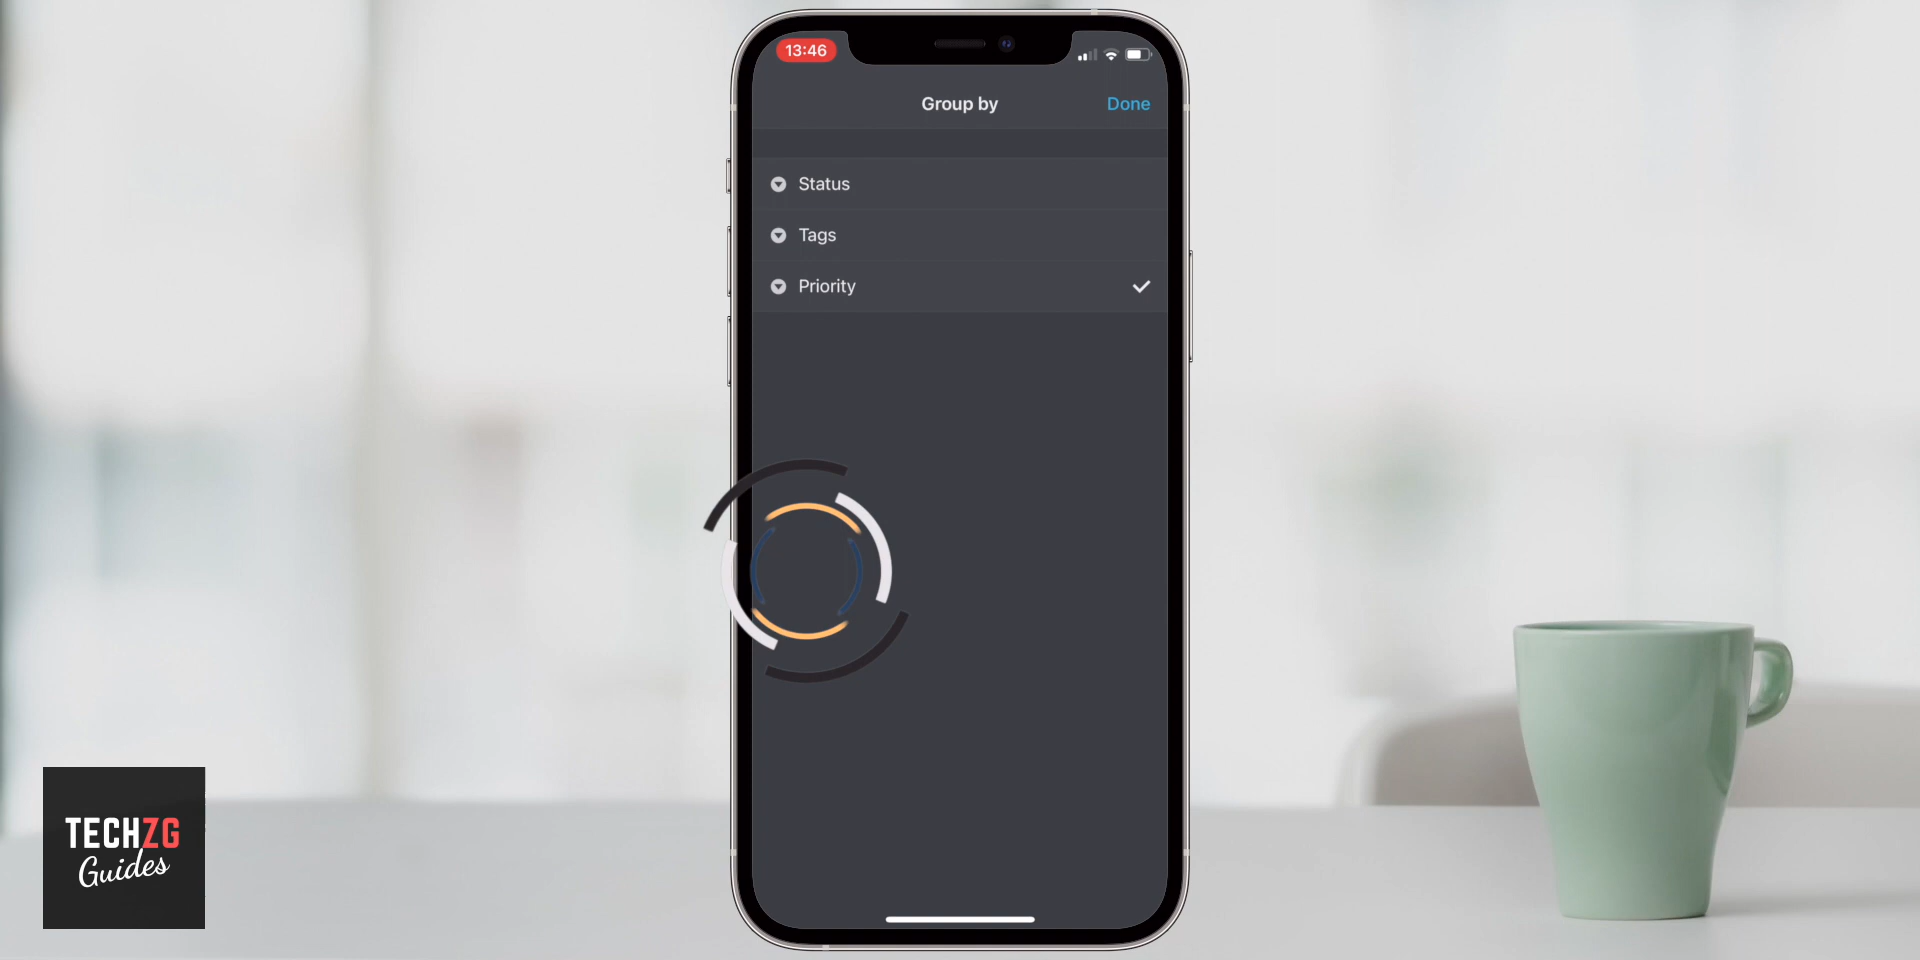 13:46
Group by
Done
Status
Tags
Priority
TECHZG
Guides